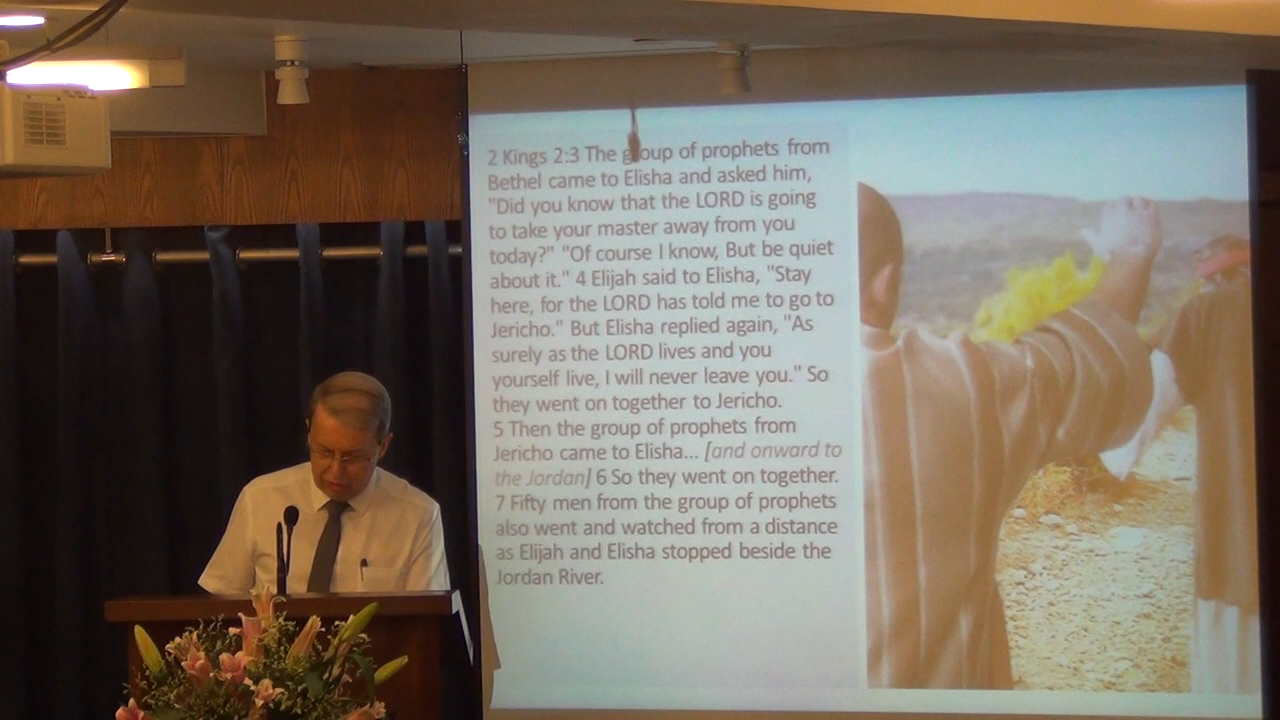 2 Kings 2:3 The group of prophets from
Bethel came to Elisha and asked him,
"Did you know that the LORD is going
to take your master away from you
today?" "Of course I know, But be quiet
about it." 4 Elijah said to Elisha, "Stay
here, for the LORD has told me to go to
Jericho." But Elisha replied again, "As
surely as the LORD lives and you
yourself live, I will never leave you." So
they went on together to Jericho.
5 Then the group of prophets from
Jericho came to Elisha... [and onward to
the Jordan] 6 So they went on together.
7 Fifty men from the group of prophets
also went and watched from a distance
as Elijah and Elisha stopped beside the
Jordan River.